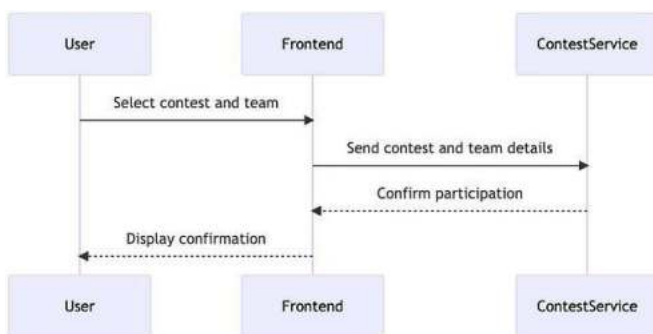 User
Frontend
ContestService
Select contest and team
Send contest and team details
Confirm participation
Display confirmation
User
Frontend
ContestService